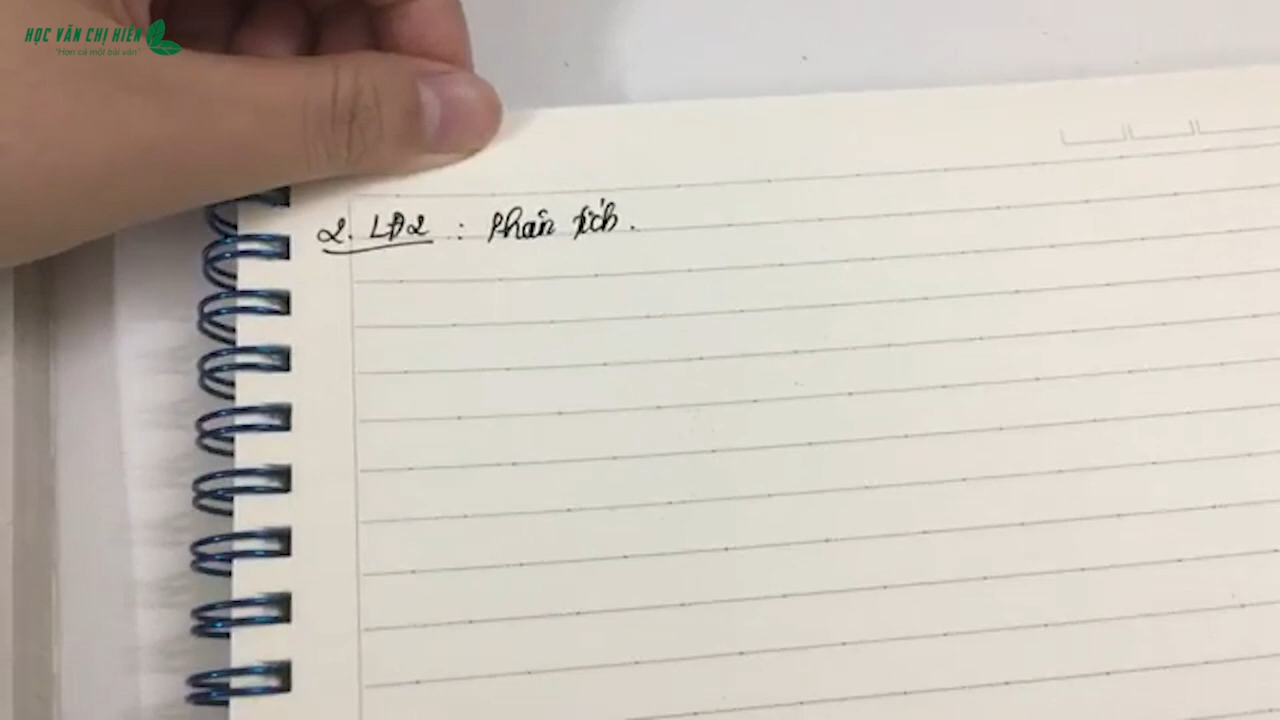 HỌC VĂN CHỊ HIÊN
"Hơn cả một bài văn"
2. LĐ2 : Phân tích.